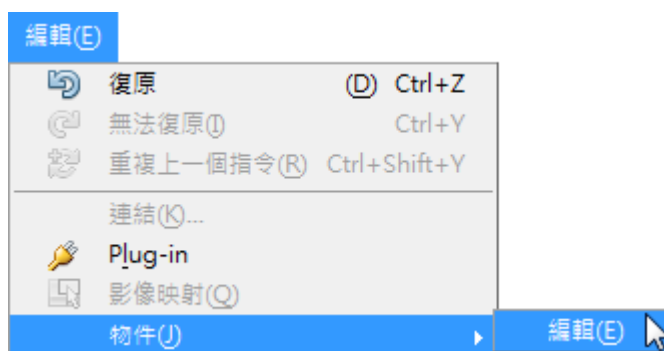 編輯(E)
復原 (D) Ctrl+Z
無法復原(I) Ctrl+Y
重複上一個指令(R) Ctrl+Shift+Y
連結(K)...
Plug-in
影像映射(Q)
物件(J) 編輯(E)